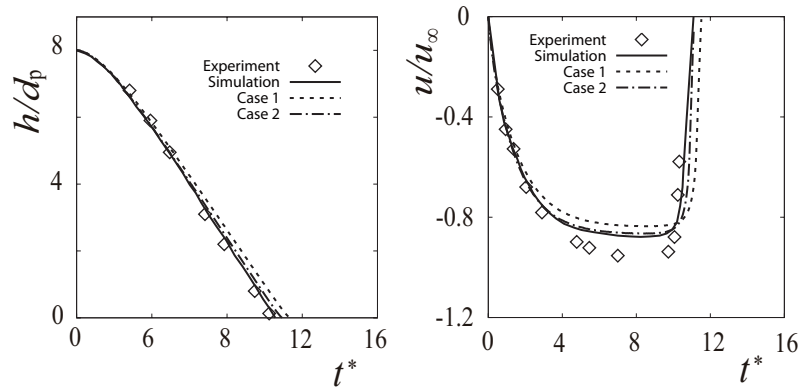 8
4
0
h/dp
Experiment
Simulation
Case 1
Case 2
0
6
8
12
16
t*
0
-0.4
-0.8
-1.2
u/u∞
Experiment
Simulation
Case 1
Case 2
0
4
8
12
16
t*